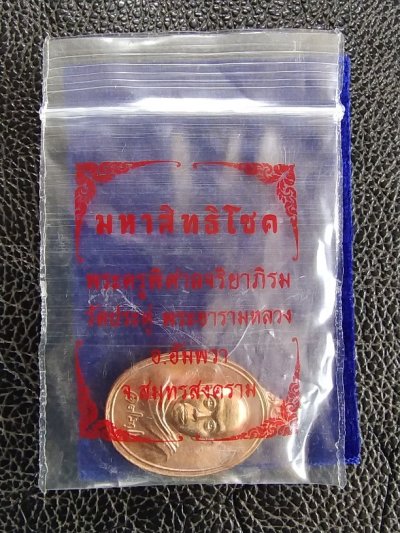 มหาสิทธิโชค
พระครูพิศาลจริยาภิรม
วัดประดู่ พระอารามหลวง
อ.อัมพวา
จ.สมุทรสงคราม